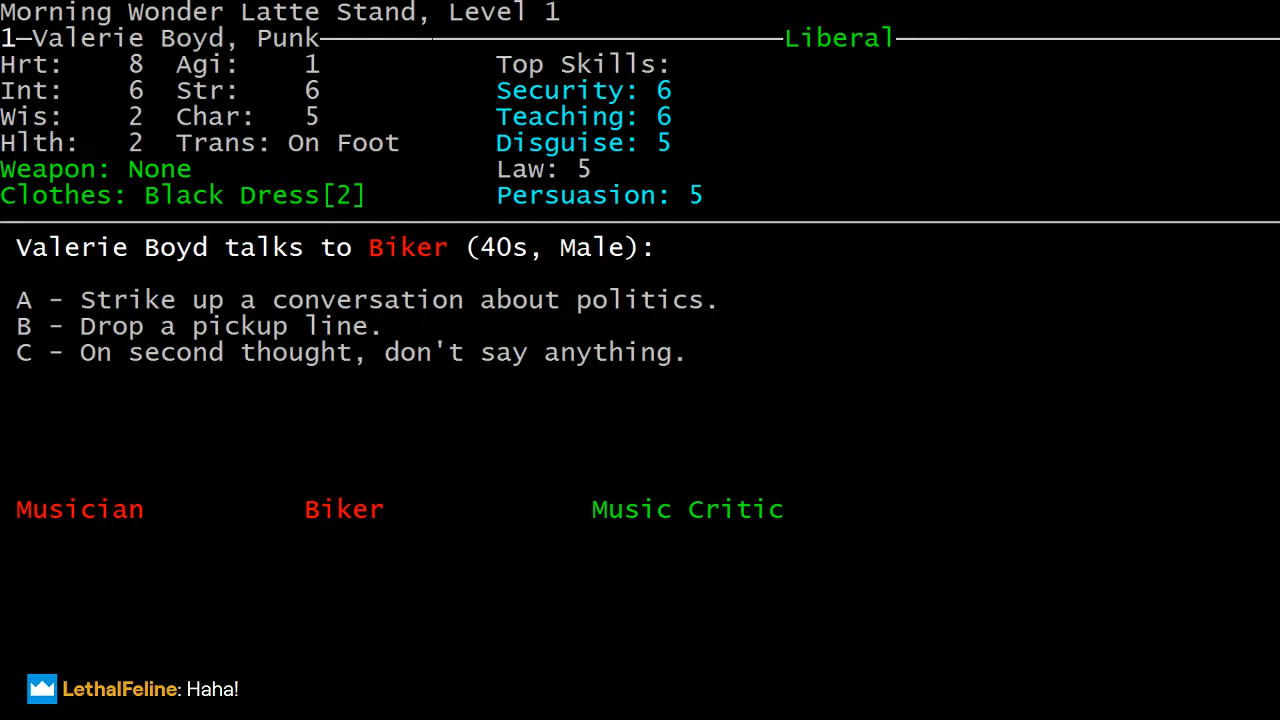 Morning Wonder Latte Stand, Level 1
1—Valerie Boyd, Punk Liberal
Hrt: 8 Agi: 1 Top Skills:
Int: 6 Str: 6 Security: 6
Wis: 2 Char: 5 Teaching: 6
Hlth: 2 Trans: On Foot Disguise: 5
Weapon: None Law: 5
Clothes: Black Dress[2] Persuasion: 5
Valerie Boyd talks to Biker (40s, Male):
A - Strike up a conversation about politics.
B - Drop a pickup line.
C - On second thought, don't say anything.
Musician Biker Music Critic
LethalFeline: Haha!